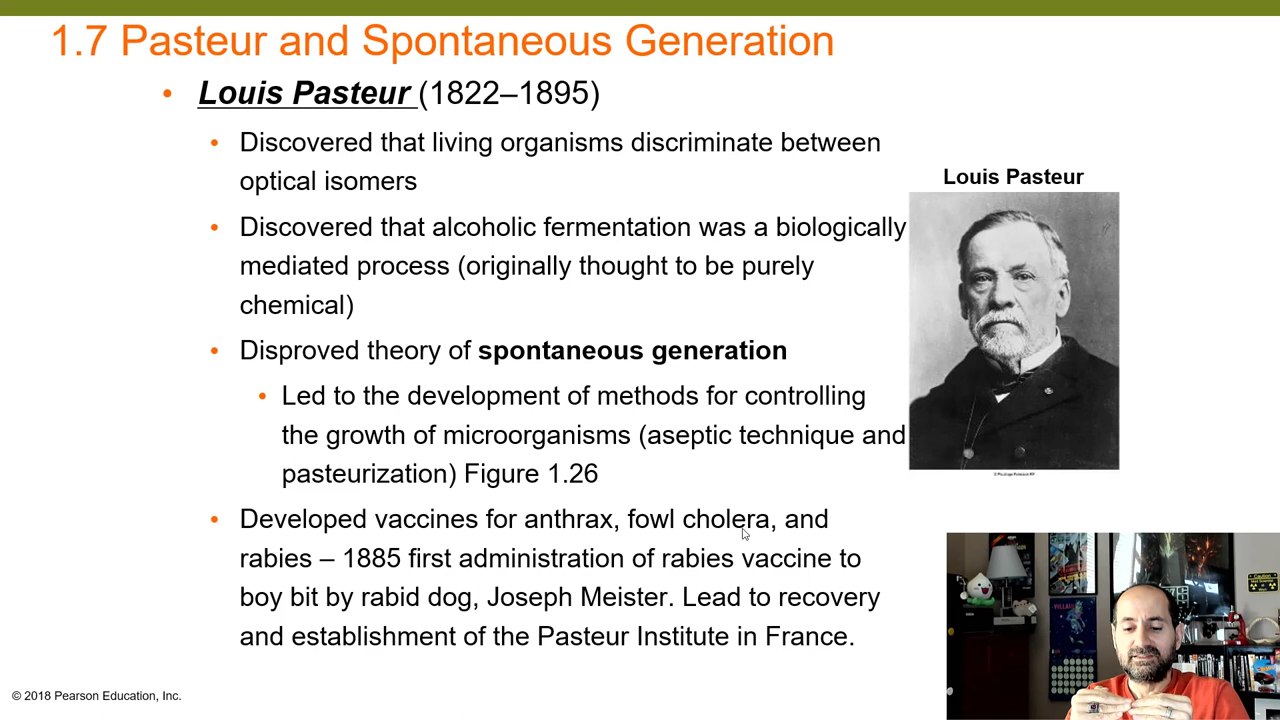 1.7 Pasteur and Spontaneous Generation
• Louis Pasteur (1822–1895)
• Discovered that living organisms discriminate between
optical isomers
• Discovered that alcoholic fermentation was a biologically
mediated process (originally thought to be purely
chemical)
• Disproved theory of spontaneous generation
• Led to the development of methods for controlling
the growth of microorganisms (aseptic technique and
pasteurization) Figure 1.26
• Developed vaccines for anthrax, fowl cholera, and
rabies – 1885 first administration of rabies vaccine to
boy bit by rabid dog, Joseph Meister. Lead to recovery
and establishment of the Pasteur Institute in France.
Louis Pasteur
Caution
© 2018 Pearson Education, Inc.